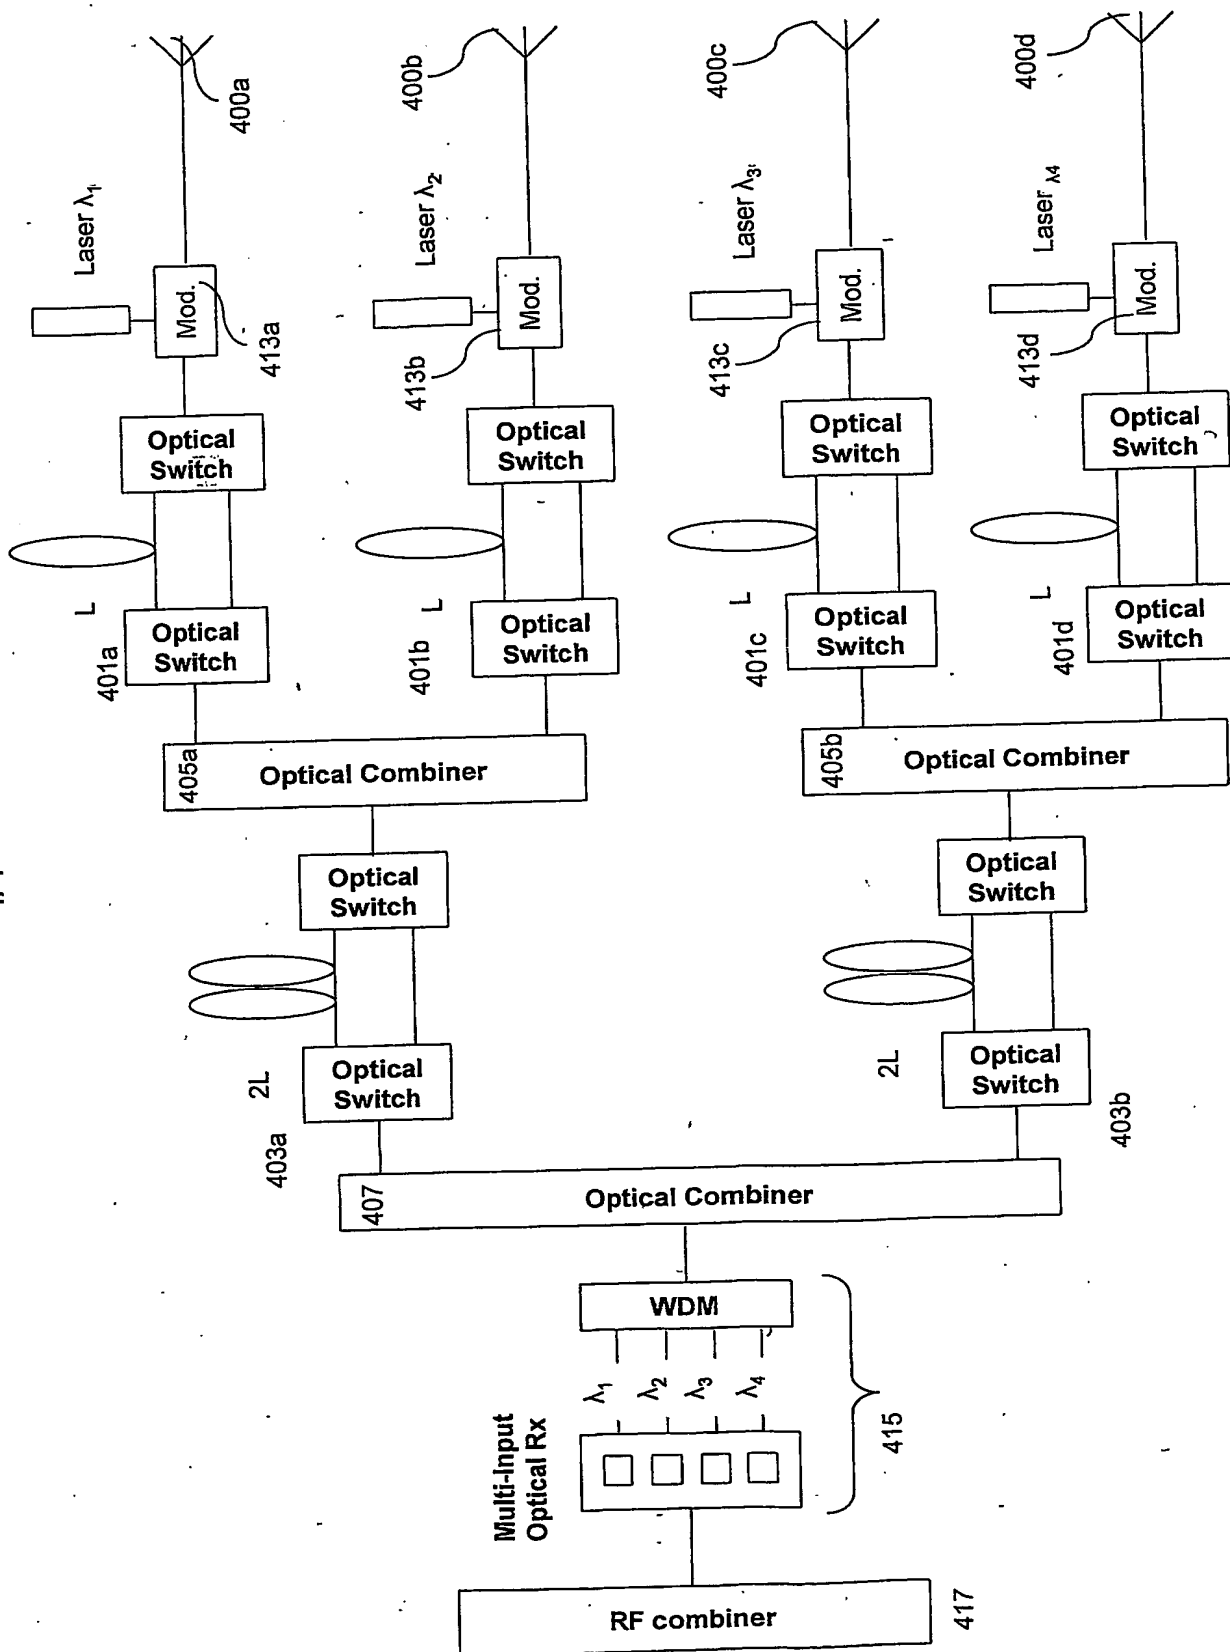 400a
400b
400c
400d
Laser λ₁
Laser λ₂
Laser λ₃
Laser λ4
Mod.
Mod.
Mod.
Mod.
413a
413b
413c
413d
Optical
Switch
Optical
Switch
Optical
Switch
Optical
Switch
L
L
L
L
401a
401b
401c
401d
Optical
Switch
Optical
Switch
Optical
Switch
Optical
Switch
405a
Optical Combiner
405b
Optical Combiner
Optical
Switch
Optical
Switch
2L
2L
403a
403b
Optical
Switch
Optical
Switch
407
Optical Combiner
WDM
λ₁
λ₂
λ₃
λ₄
Multi-Input
Optical Rx
415
RF combiner
417